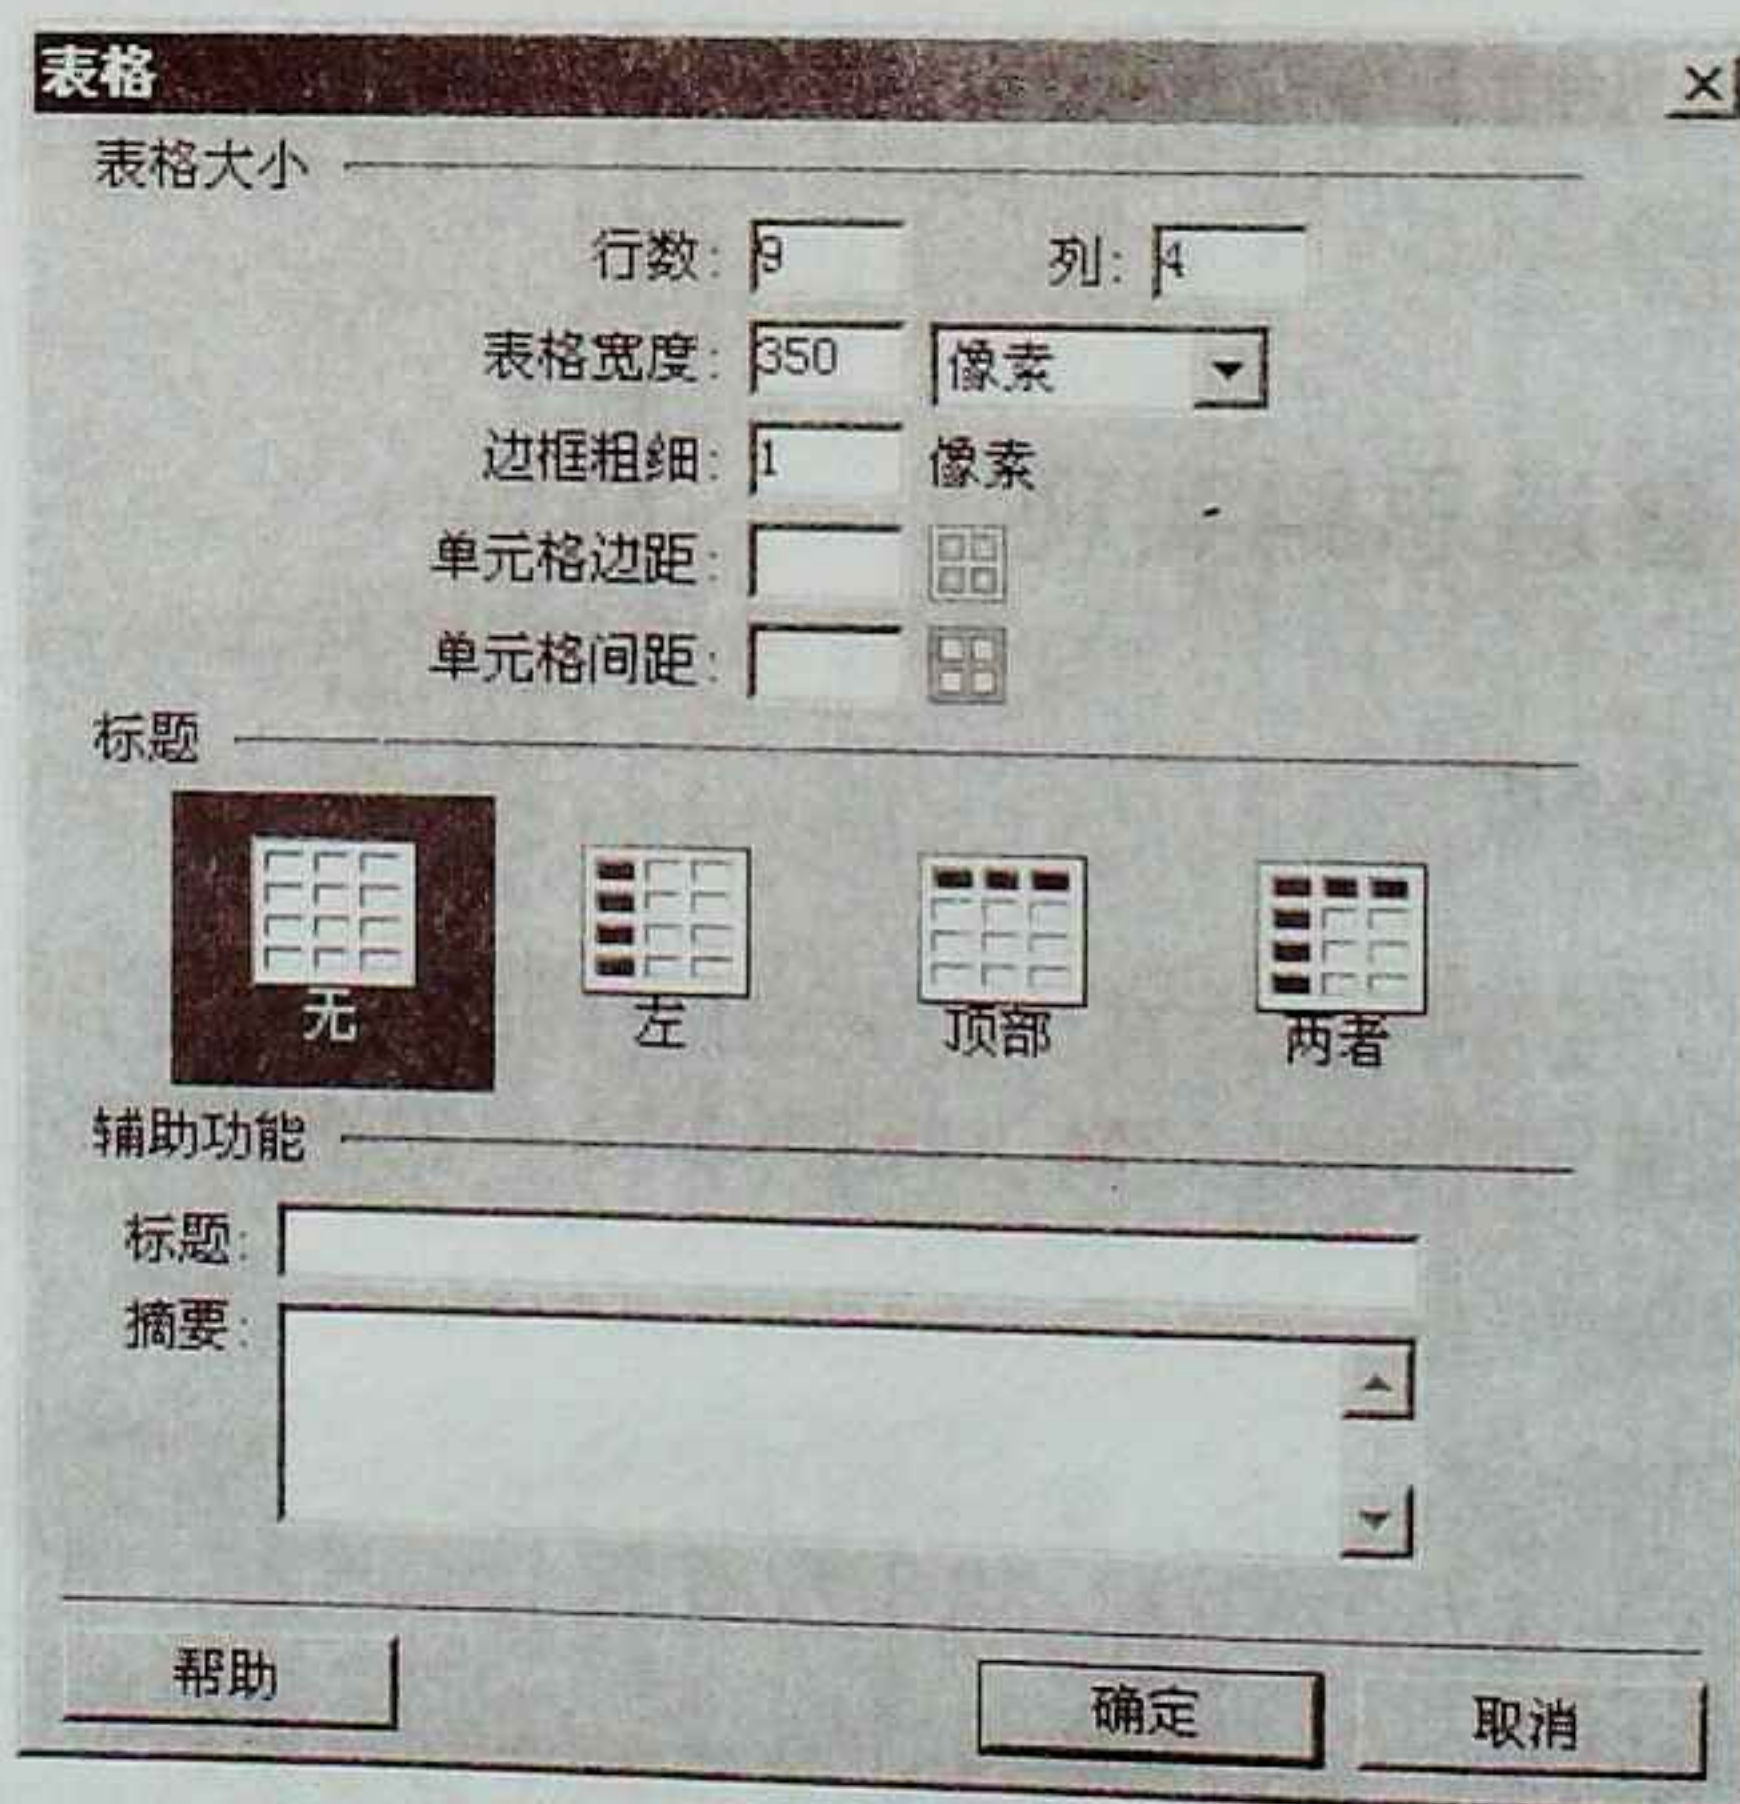 表格
表格大小
行数: 9 列: 4
表格宽度: 350 像素
边框粗细: 1 像素
单元格边距:
单元格间距:
标题
无 左 顶部 两者
辅助功能
标题:
摘要:
帮助 确定 取消